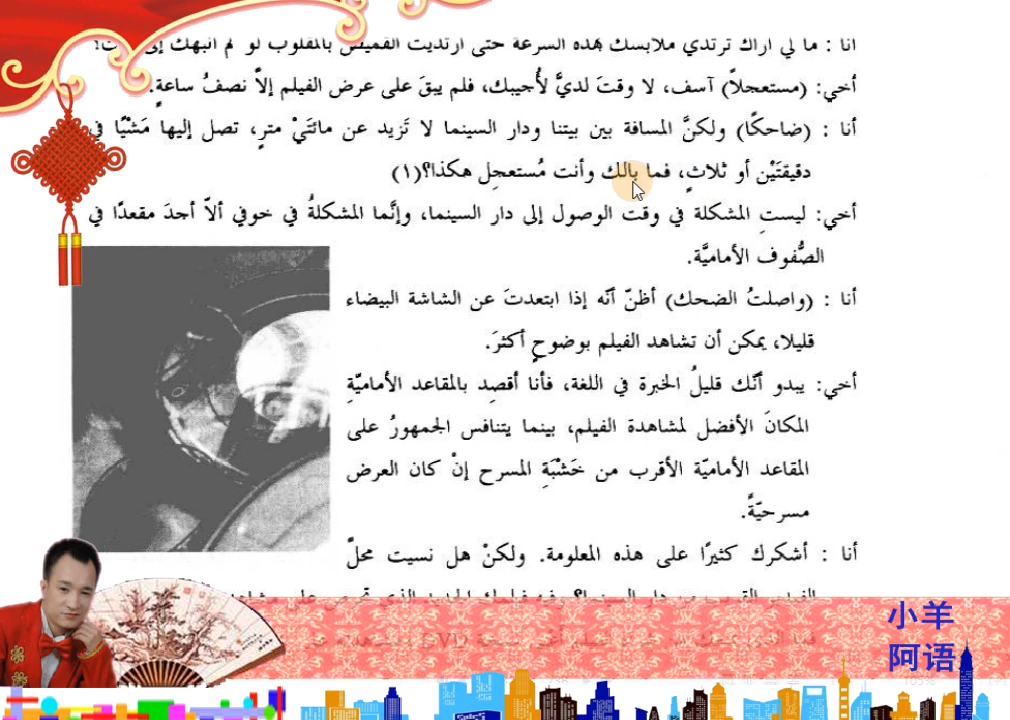 أنا : ما لي أراك ترتدي ملابسك بهذه السرعة حتى ارتديت القميص بالمقلوب لو لم أنبهك إلى
أخي: (مستعجلاً) آسف، لا وقتَ لديَّ لأُجيبك، فلم يبقَ على عرض الفيلم إلاّ نصفُ ساعةٍ.
أنا : (ضاحكًا) ولكنَّ المسافة بين بيتنا ودار السينما لا تَزيد عن مائتَيْ مترٍ، تصل إليها مَشْيًا في
دقيقتَيْن أو ثلاثٍ، فما بالك وأنت مُستعجِل هكذا؟(١)
أخي: ليستِ المشكلة في وقت الوصول إلى دار السينما، وإنَّما المشكلةُ في خوفي ألاّ أجدَ مقعدًا في
الصُّفوف الأماميَّة.
أنا : (واصلتُ الضحك) أظنّ أنّه إذا ابتعدتَ عن الشاشة البيضاء
قليلا، يمكن أن تشاهد الفيلم بوضوحٍ أكثرَ.
أخي: يبدو أنّك قليلُ الخبرة في اللغة، فأنا أقصِد بالمقاعد الأماميّةِ
المكانَ الأفضل لمشاهدة الفيلم، بينما يتنافس الجمهورُ على
المقاعد الأماميّة الأقرب من خَشَبَةِ المسرح إنْ كان العرض
مسرحيّةً.
أنا : أشكرك كثيرًا على هذه المعلومة. ولكنْ هل نسيت محلَّ
小羊
阿语